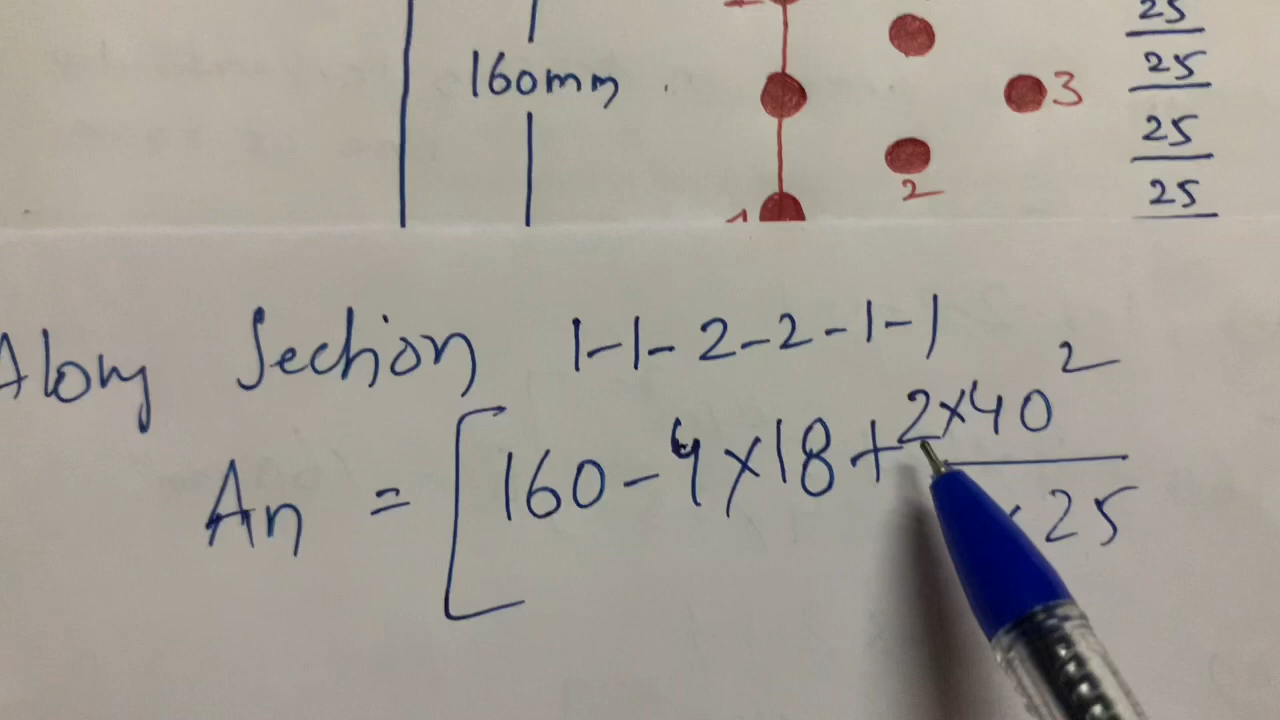 25
160mm
25
3
25
2
25
1
Along Section 1-1-2-2-1-1
An = [160-4×18+ 2×40²
×25